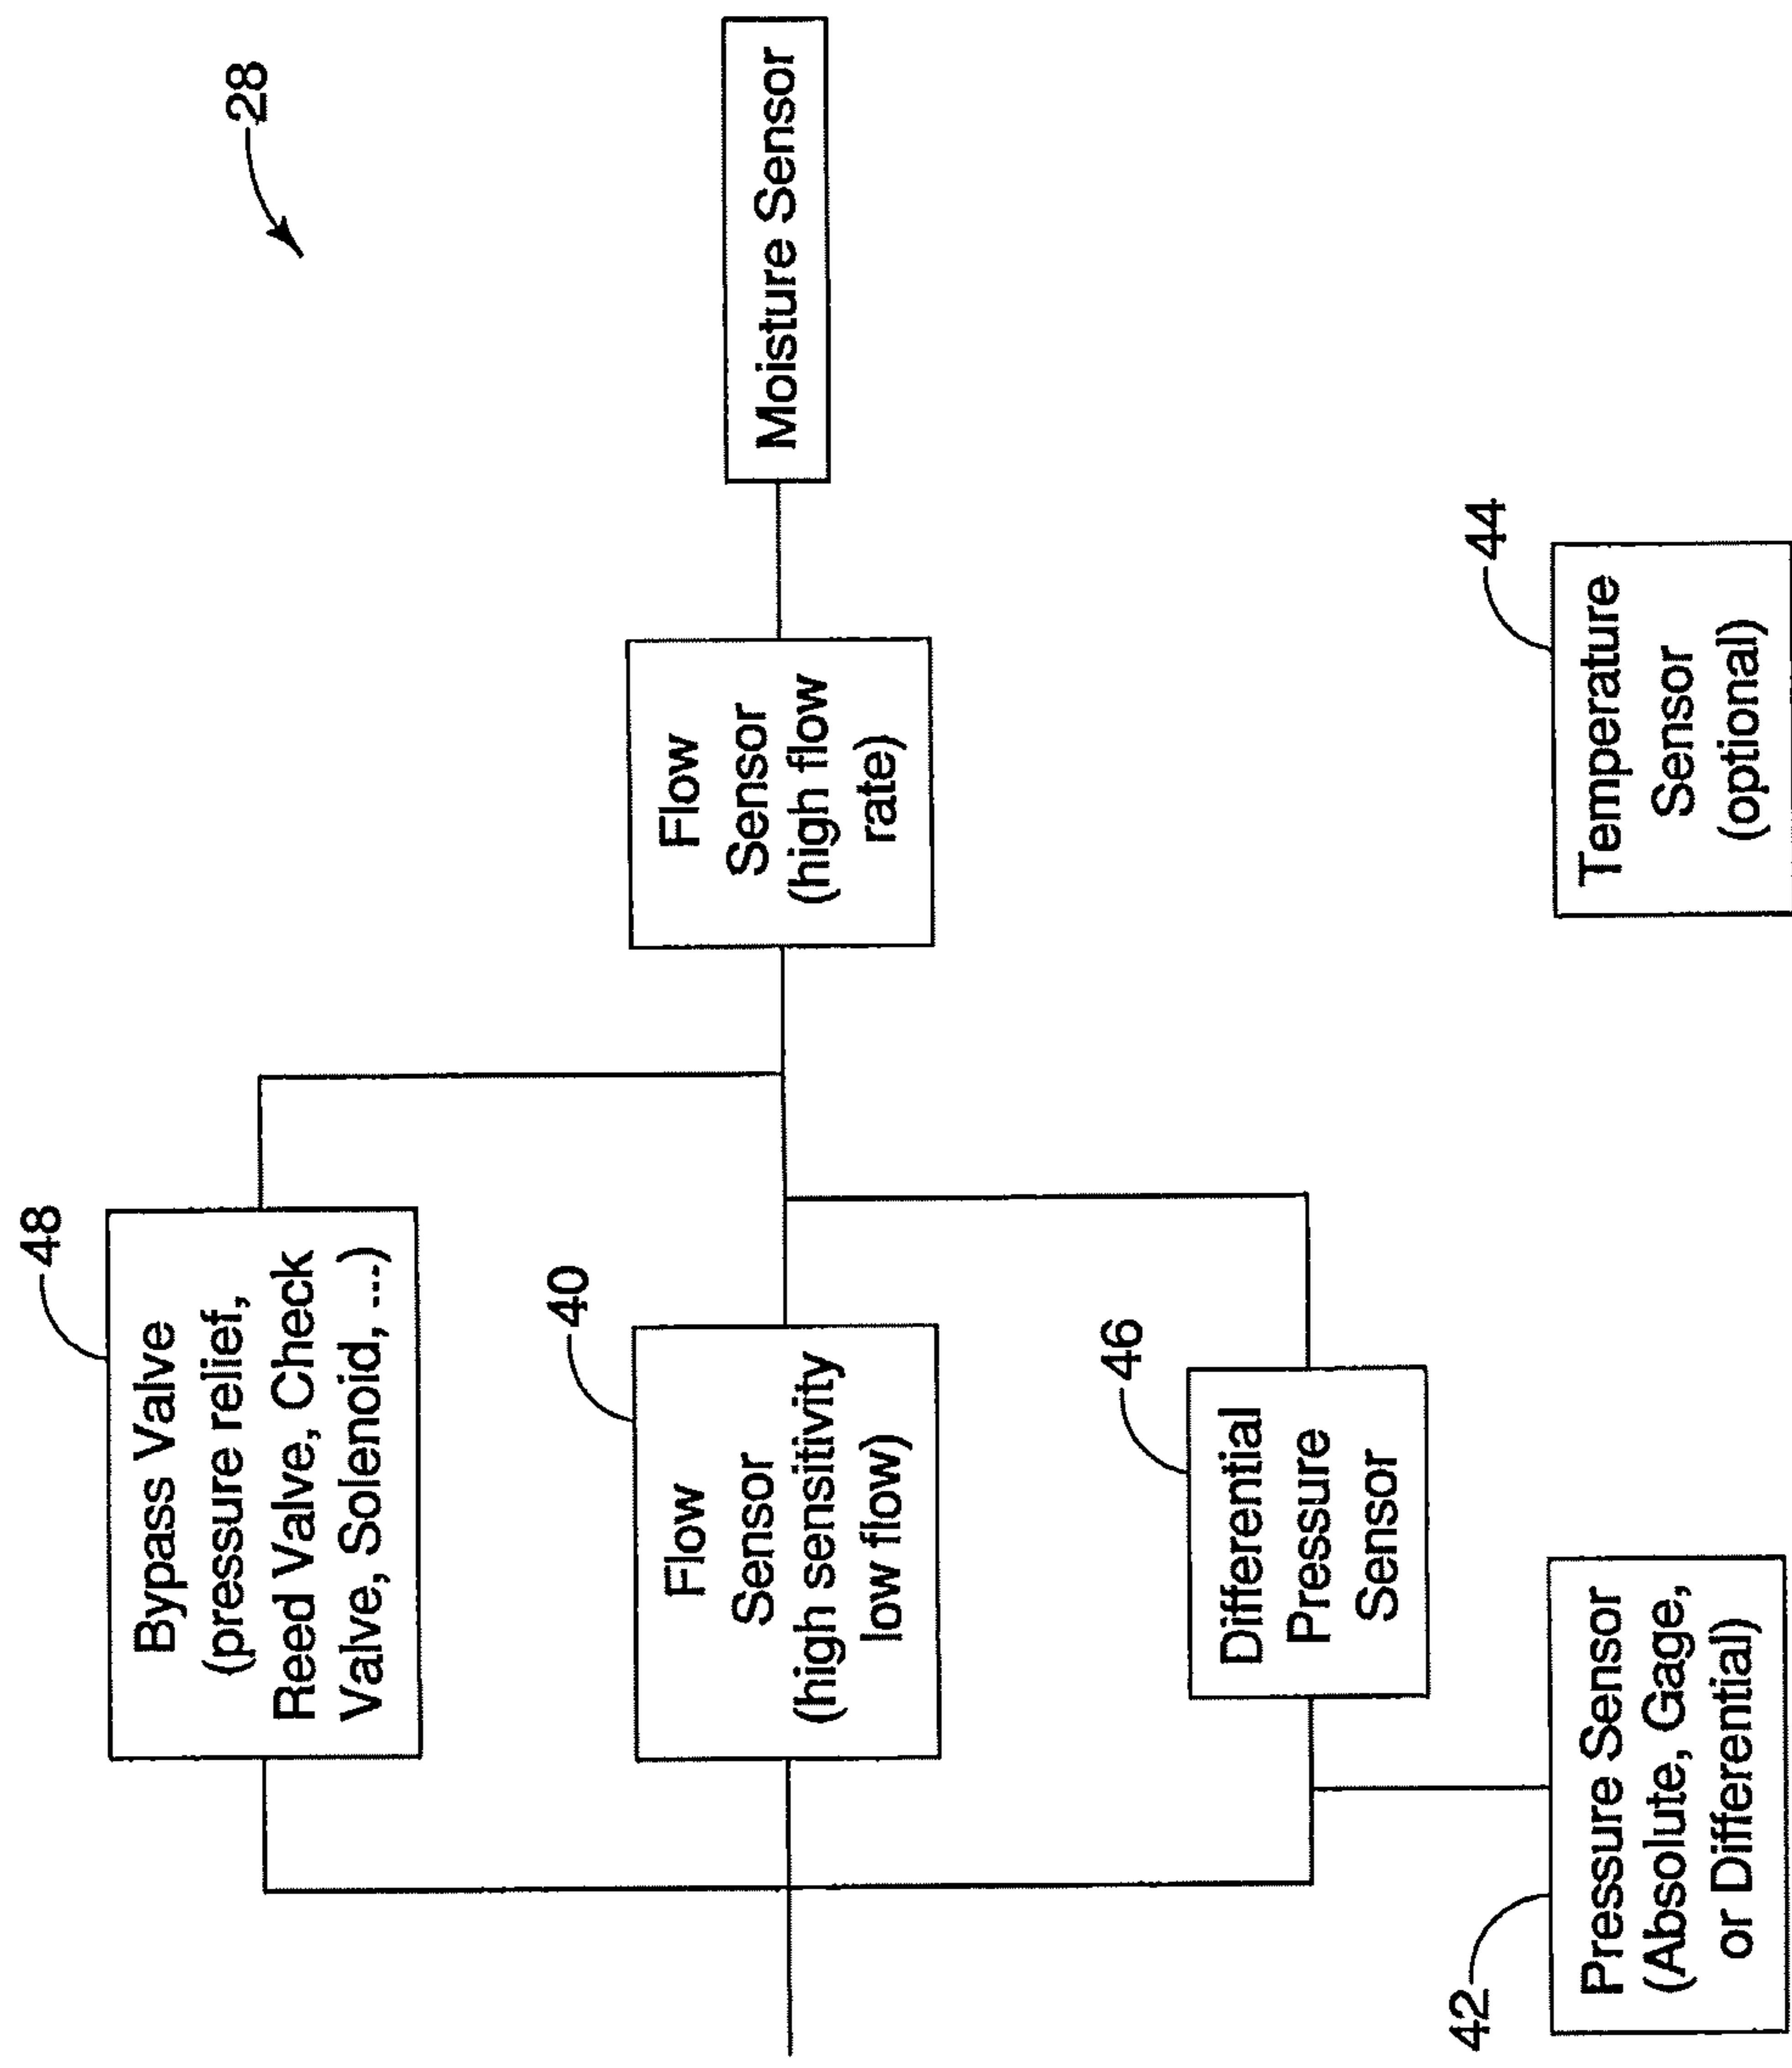 28
48
Bypass Valve
(pressure relief,
Reed Valve, Check
Valve, Solenoid, ...)
40
Flow
Sensor
(high sensitivity
low flow)
Flow
Sensor
(high flow
rate)
Moisture Sensor
46
Differential
Pressure
Sensor
42
Pressure Sensor
(Absolute, Gage,
or Differential)
44
Temperature
Sensor
(optional)